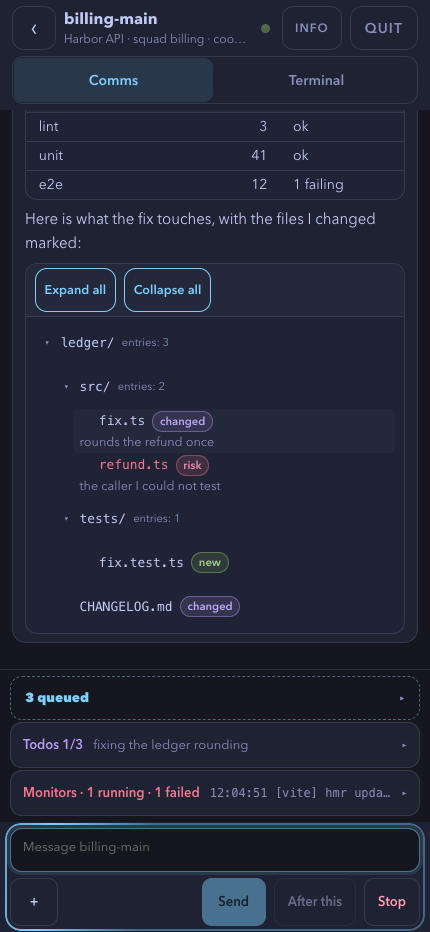 billing-main
Harbor API · squad billing · coo...
INFO
QUIT
Comms
Terminal
lint 3 ok
unit 41 ok
e2e 12 1 failing
Here is what the fix touches, with the files I changed
marked:
Expand all
Collapse all
ledger/ entries: 3
src/ entries: 2
fix.ts changed
rounds the refund once
refund.ts risk
the caller I could not test
tests/ entries: 1
fix.test.ts new
CHANGELOG.md changed
3 queued
Todos 1/3 fixing the ledger rounding
Monitors · 1 running · 1 failed 12:04:51 [vite] hmr upda...
Message billing-main
+
Send
After this
Stop